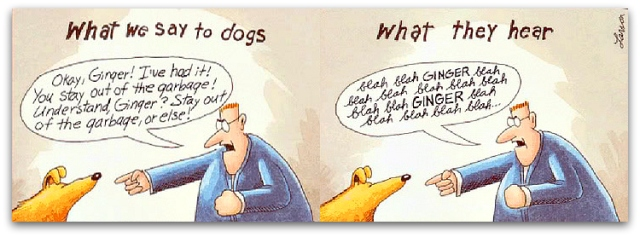 What we say to dogs
Okay, Ginger! I've had it!
You stay out of the garbage!
Understand, Ginger? Stay out
of the garbage, or else!
What they hear
blah blah GINGER blah
blah blah blah blah blah
blah blah GINGER blah
blah blah blah blah...
Larson